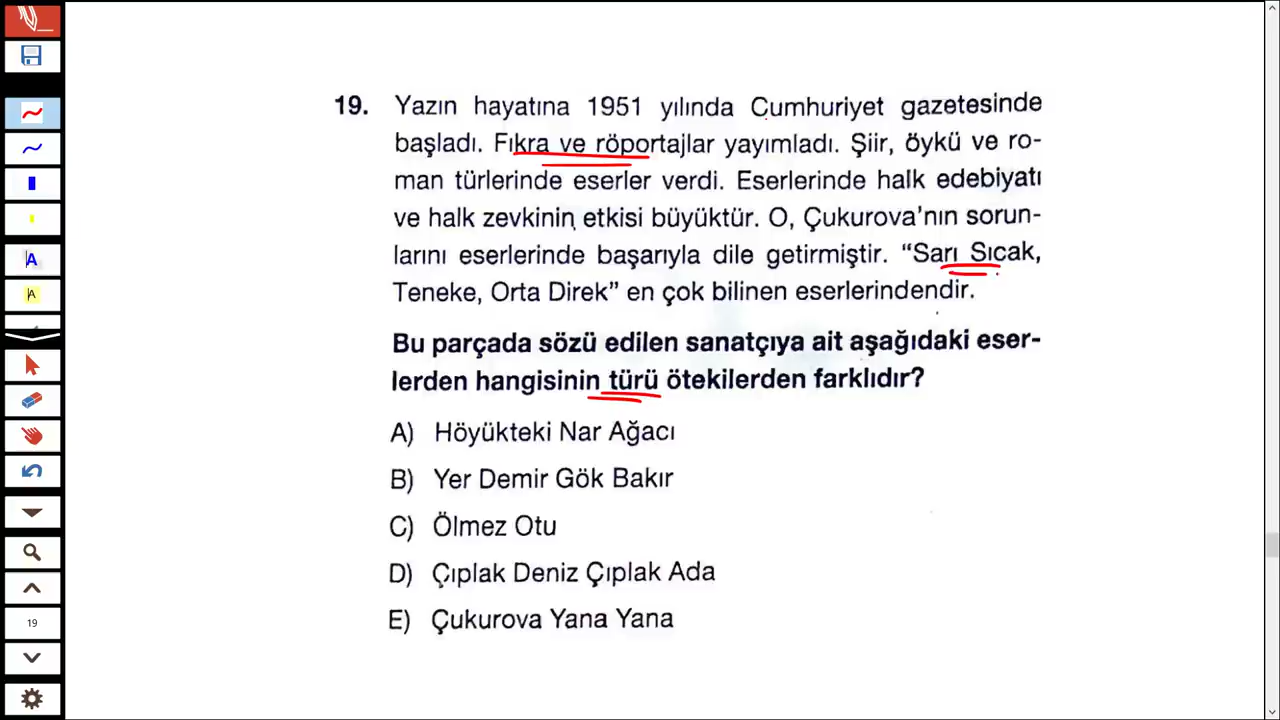 19. Yazın hayatına 1951 yılında Cumhuriyet gazetesinde
başladı. Fıkra ve röportajlar yayımladı. Şiir, öykü ve ro-
man türlerinde eserler verdi. Eserlerinde halk edebiyatı
ve halk zevkinin etkisi büyüktür. O, Çukurova'nın sorun-
larını eserlerinde başarıyla dile getirmiştir. “Sarı Sıcak,
Teneke, Orta Direk” en çok bilinen eserlerindendir.
Bu parçada sözü edilen sanatçıya ait aşağıdaki eser-
lerden hangisinin türü ötekilerden farklıdır?
A) Höyükteki Nar Ağacı
B) Yer Demir Gök Bakır
C) Ölmez Otu
D) Çıplak Deniz Çıplak Ada
E) Çukurova Yana Yana
A
A
19